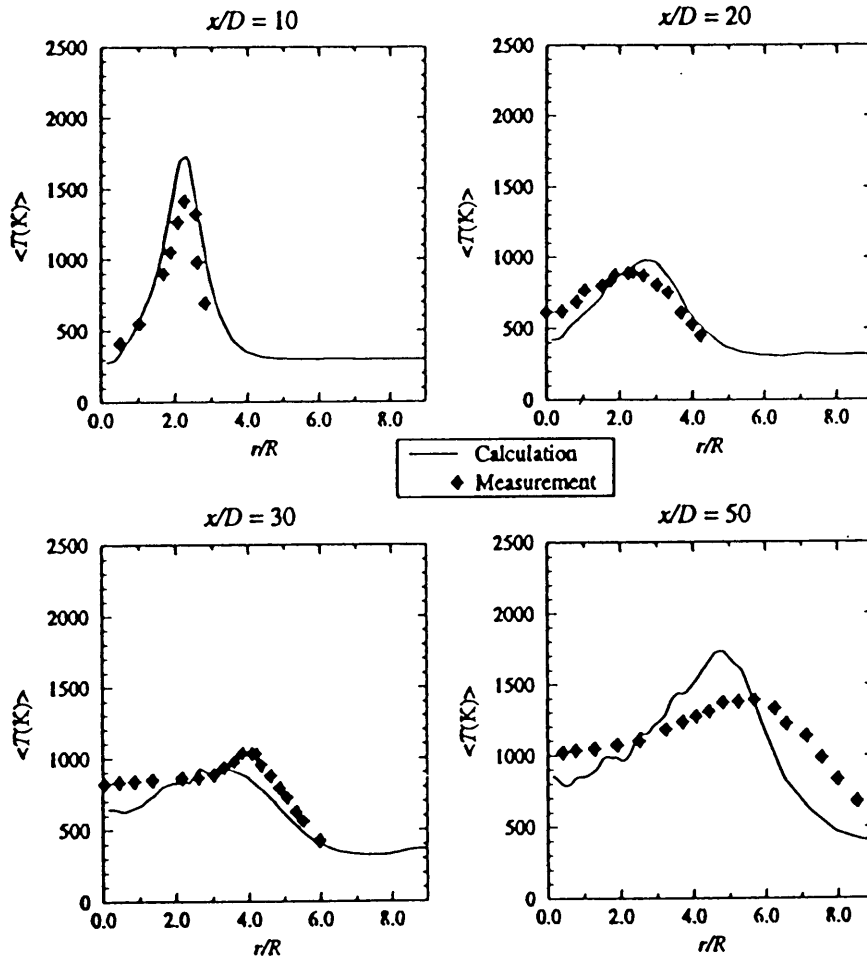 x/D = 10
x/D = 20
2500
2000
1500
1000
500
0
<T(K)>
0.0 2.0 4.0 6.0 8.0
r/R
2500
2000
1500
1000
500
0
<T(K)>
0.0 2.0 4.0 6.0 8.0
r/R
Calculation
Measurement
x/D = 30
x/D = 50
2500
2000
1500
1000
500
0
<T(K)>
0.0 2.0 4.0 6.0 8.0
r/R
2500
2000
1500
1000
500
0
<T(K)>
0.0 2.0 4.0 6.0 8.0
r/R